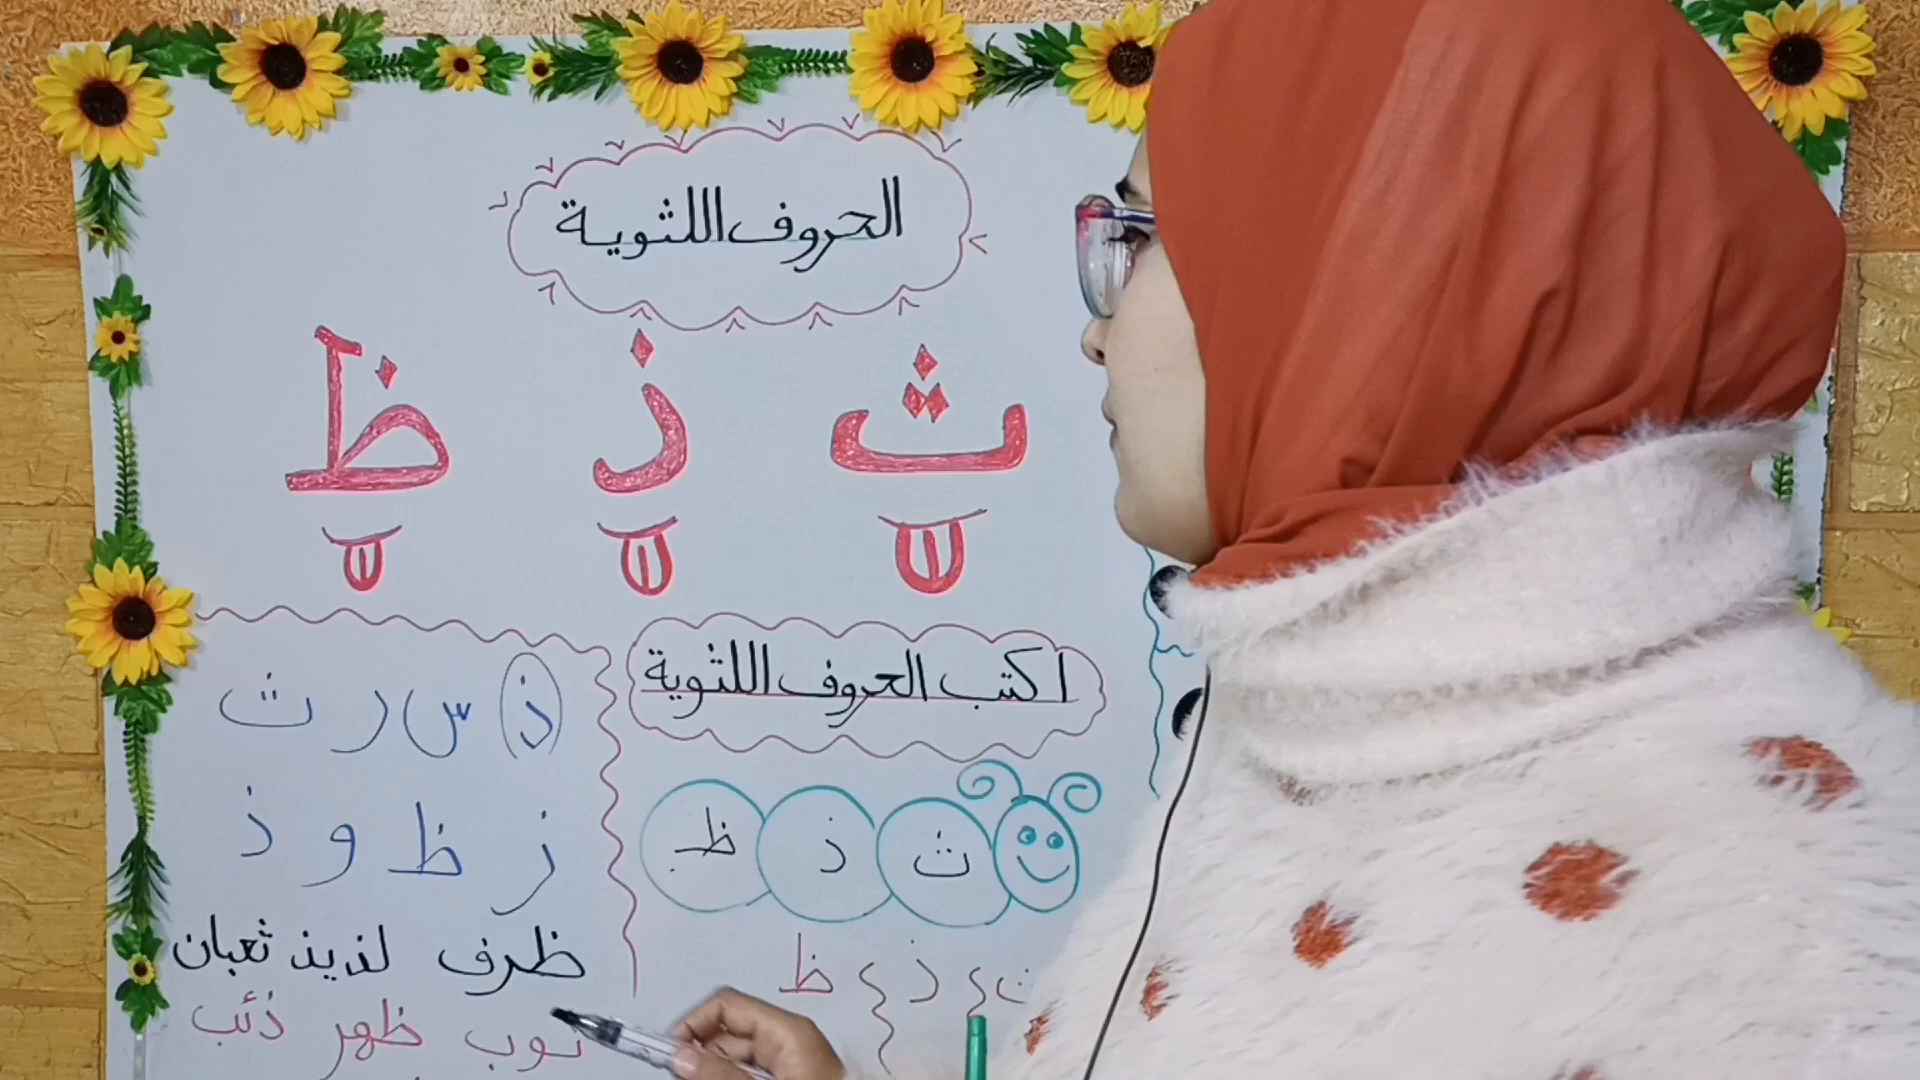 الحروف اللثوية
ث ذ ظ
اكتب الحروف اللثوية
ث ذ ظ
ذ ظ
ذ س ر ث
ز ظ و ذ
ظرف لذيذ ثعبان
ظهر ذئب